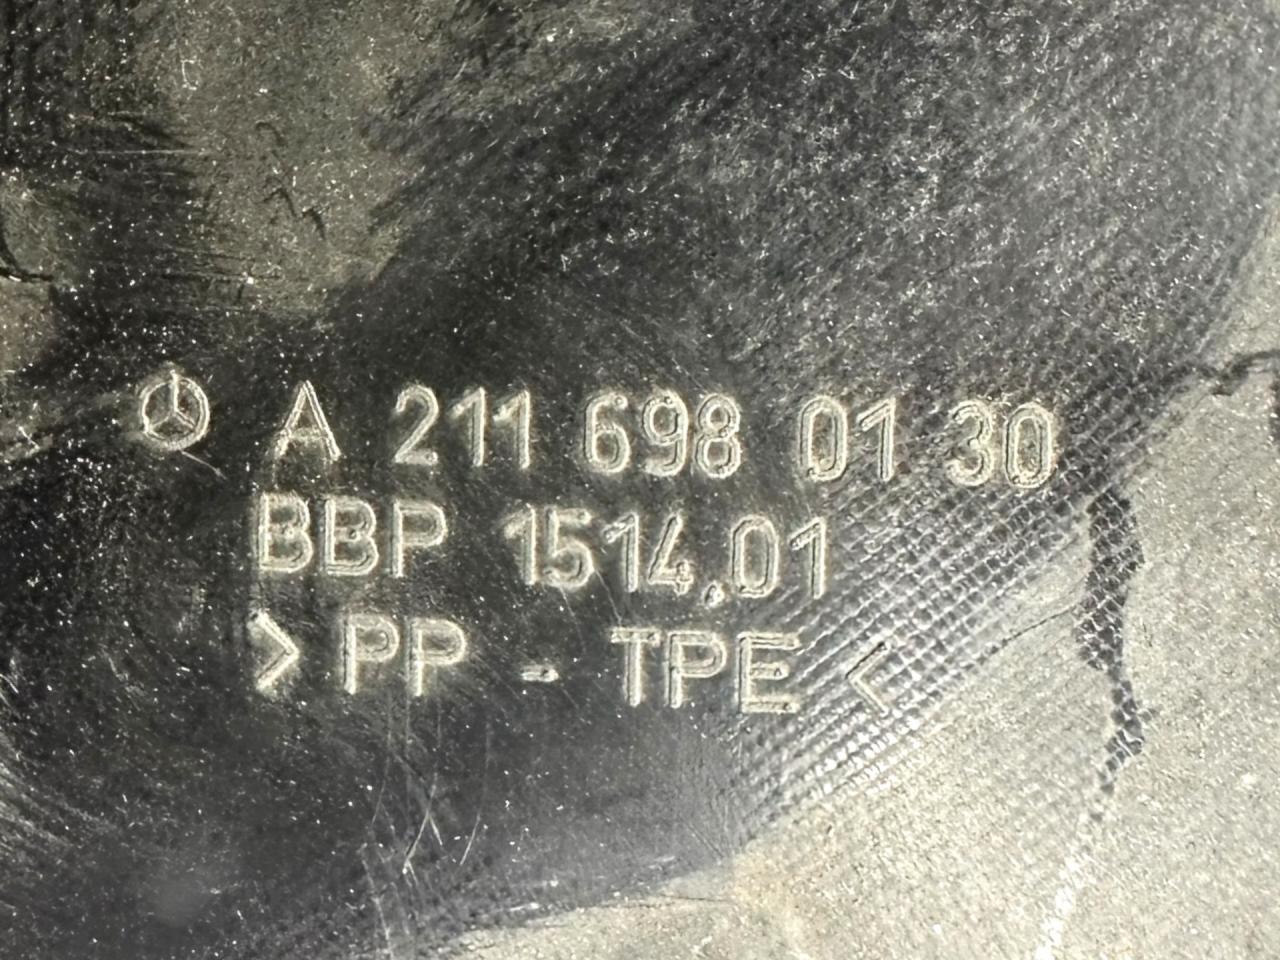 A 211 698 01 30
BBP 1514.01
> PP - TPE <